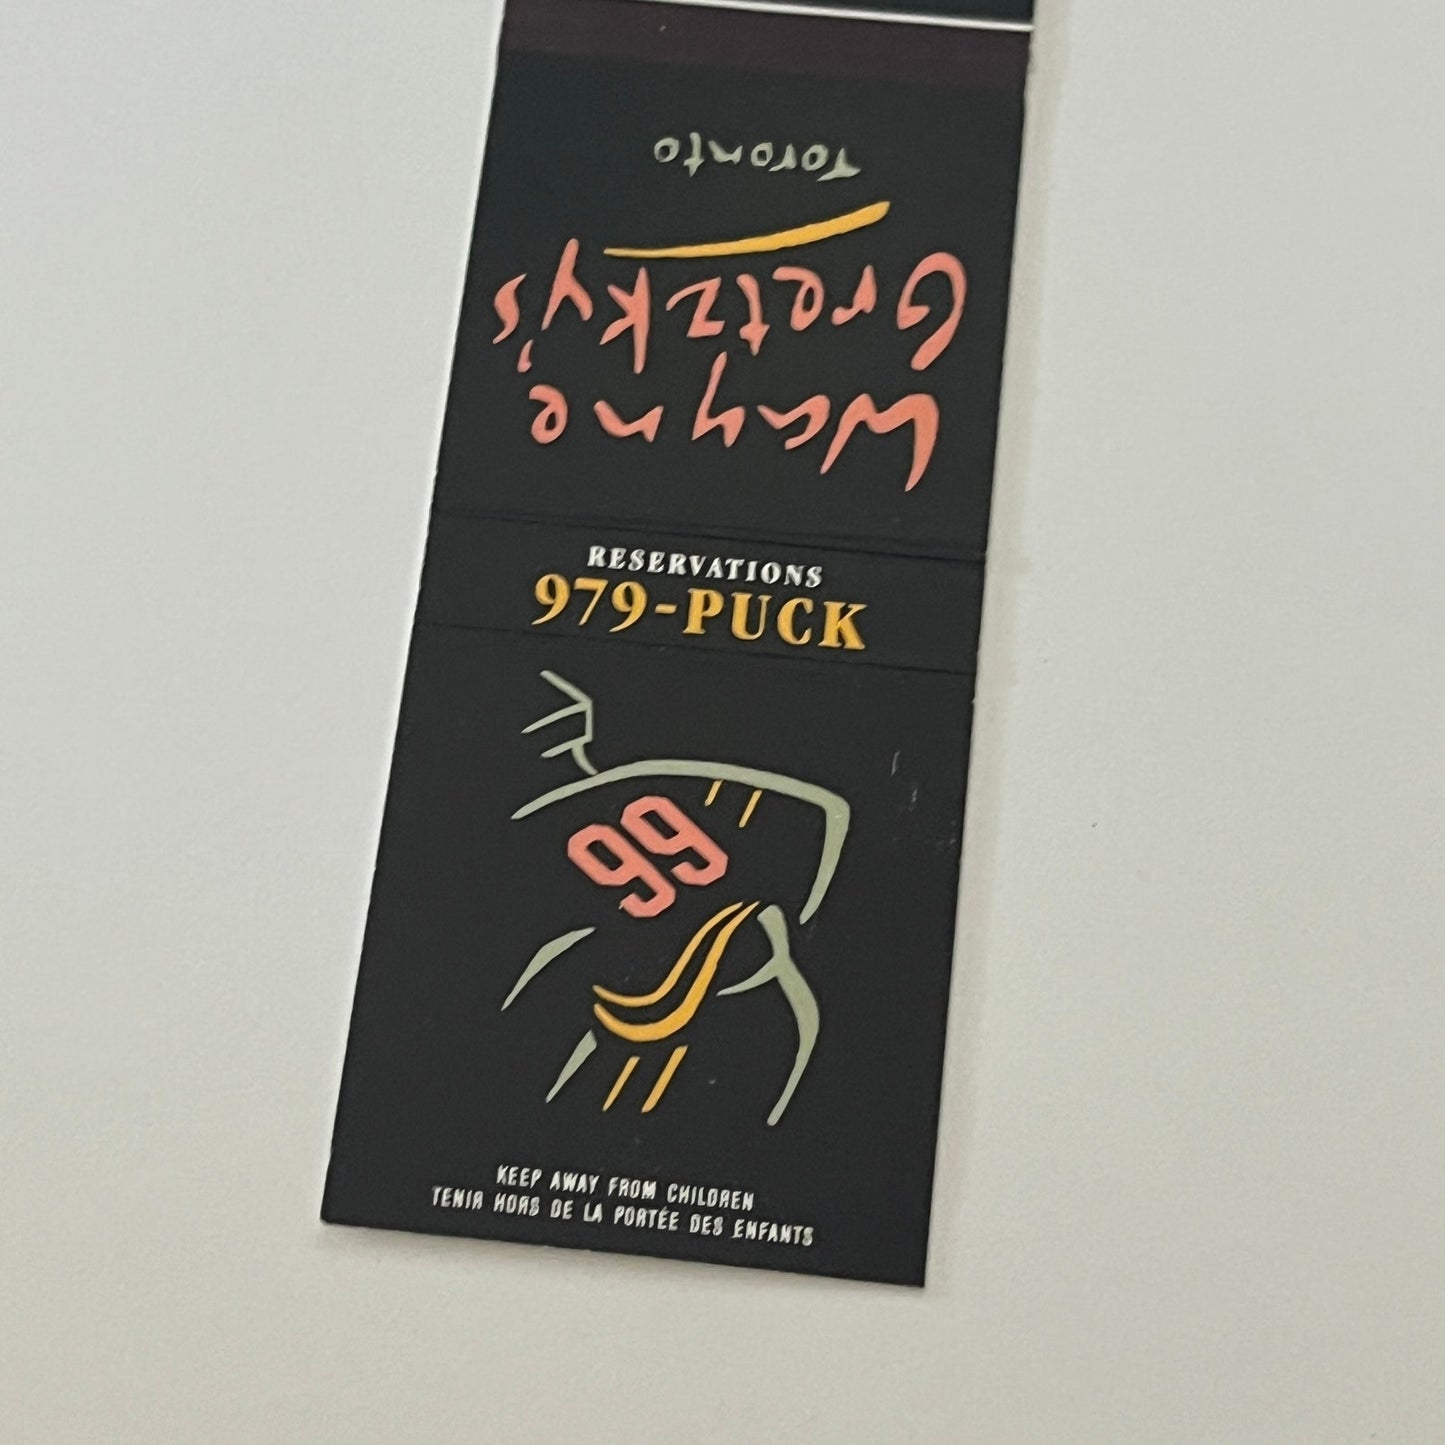 Wayne
Gretzky's
Toronto
RESERVATIONS
979-PUCK
99
KEEP AWAY FROM CHILDREN
TENIR HORS DE LA PORTÉE DES ENFANTS